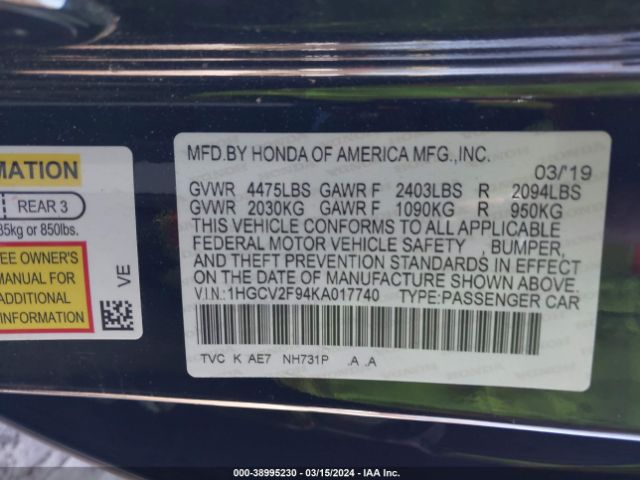 MATION
REAR 3
35kg or 850lbs.
EE OWNER'S
MANUAL FOR
ADDITIONAL
INFORMATION
VE
MFD.BY HONDA OF AMERICA MFG.,INC.
03/'19
GVWR 4475LBS GAWR F 2403LBS R 2094LBS
GVWR 2030KG GAWR F 1090KG R 950KG
THIS VEHICLE CONFORMS TO ALL APPLICABLE
FEDERAL MOTOR VEHICLE SAFETY , BUMPER,
AND THEFT PREVENTION STANDARDS IN EFFECT
ON THE DATE OF MANUFACTURE SHOWN ABOVE.
V.I.N.:1HGCV2F94KA017740 TYPE:PASSENGER CAR
TVC K AE7 NH731P .A .A
000-38995230 - 03/15/2024 - IAA Inc.